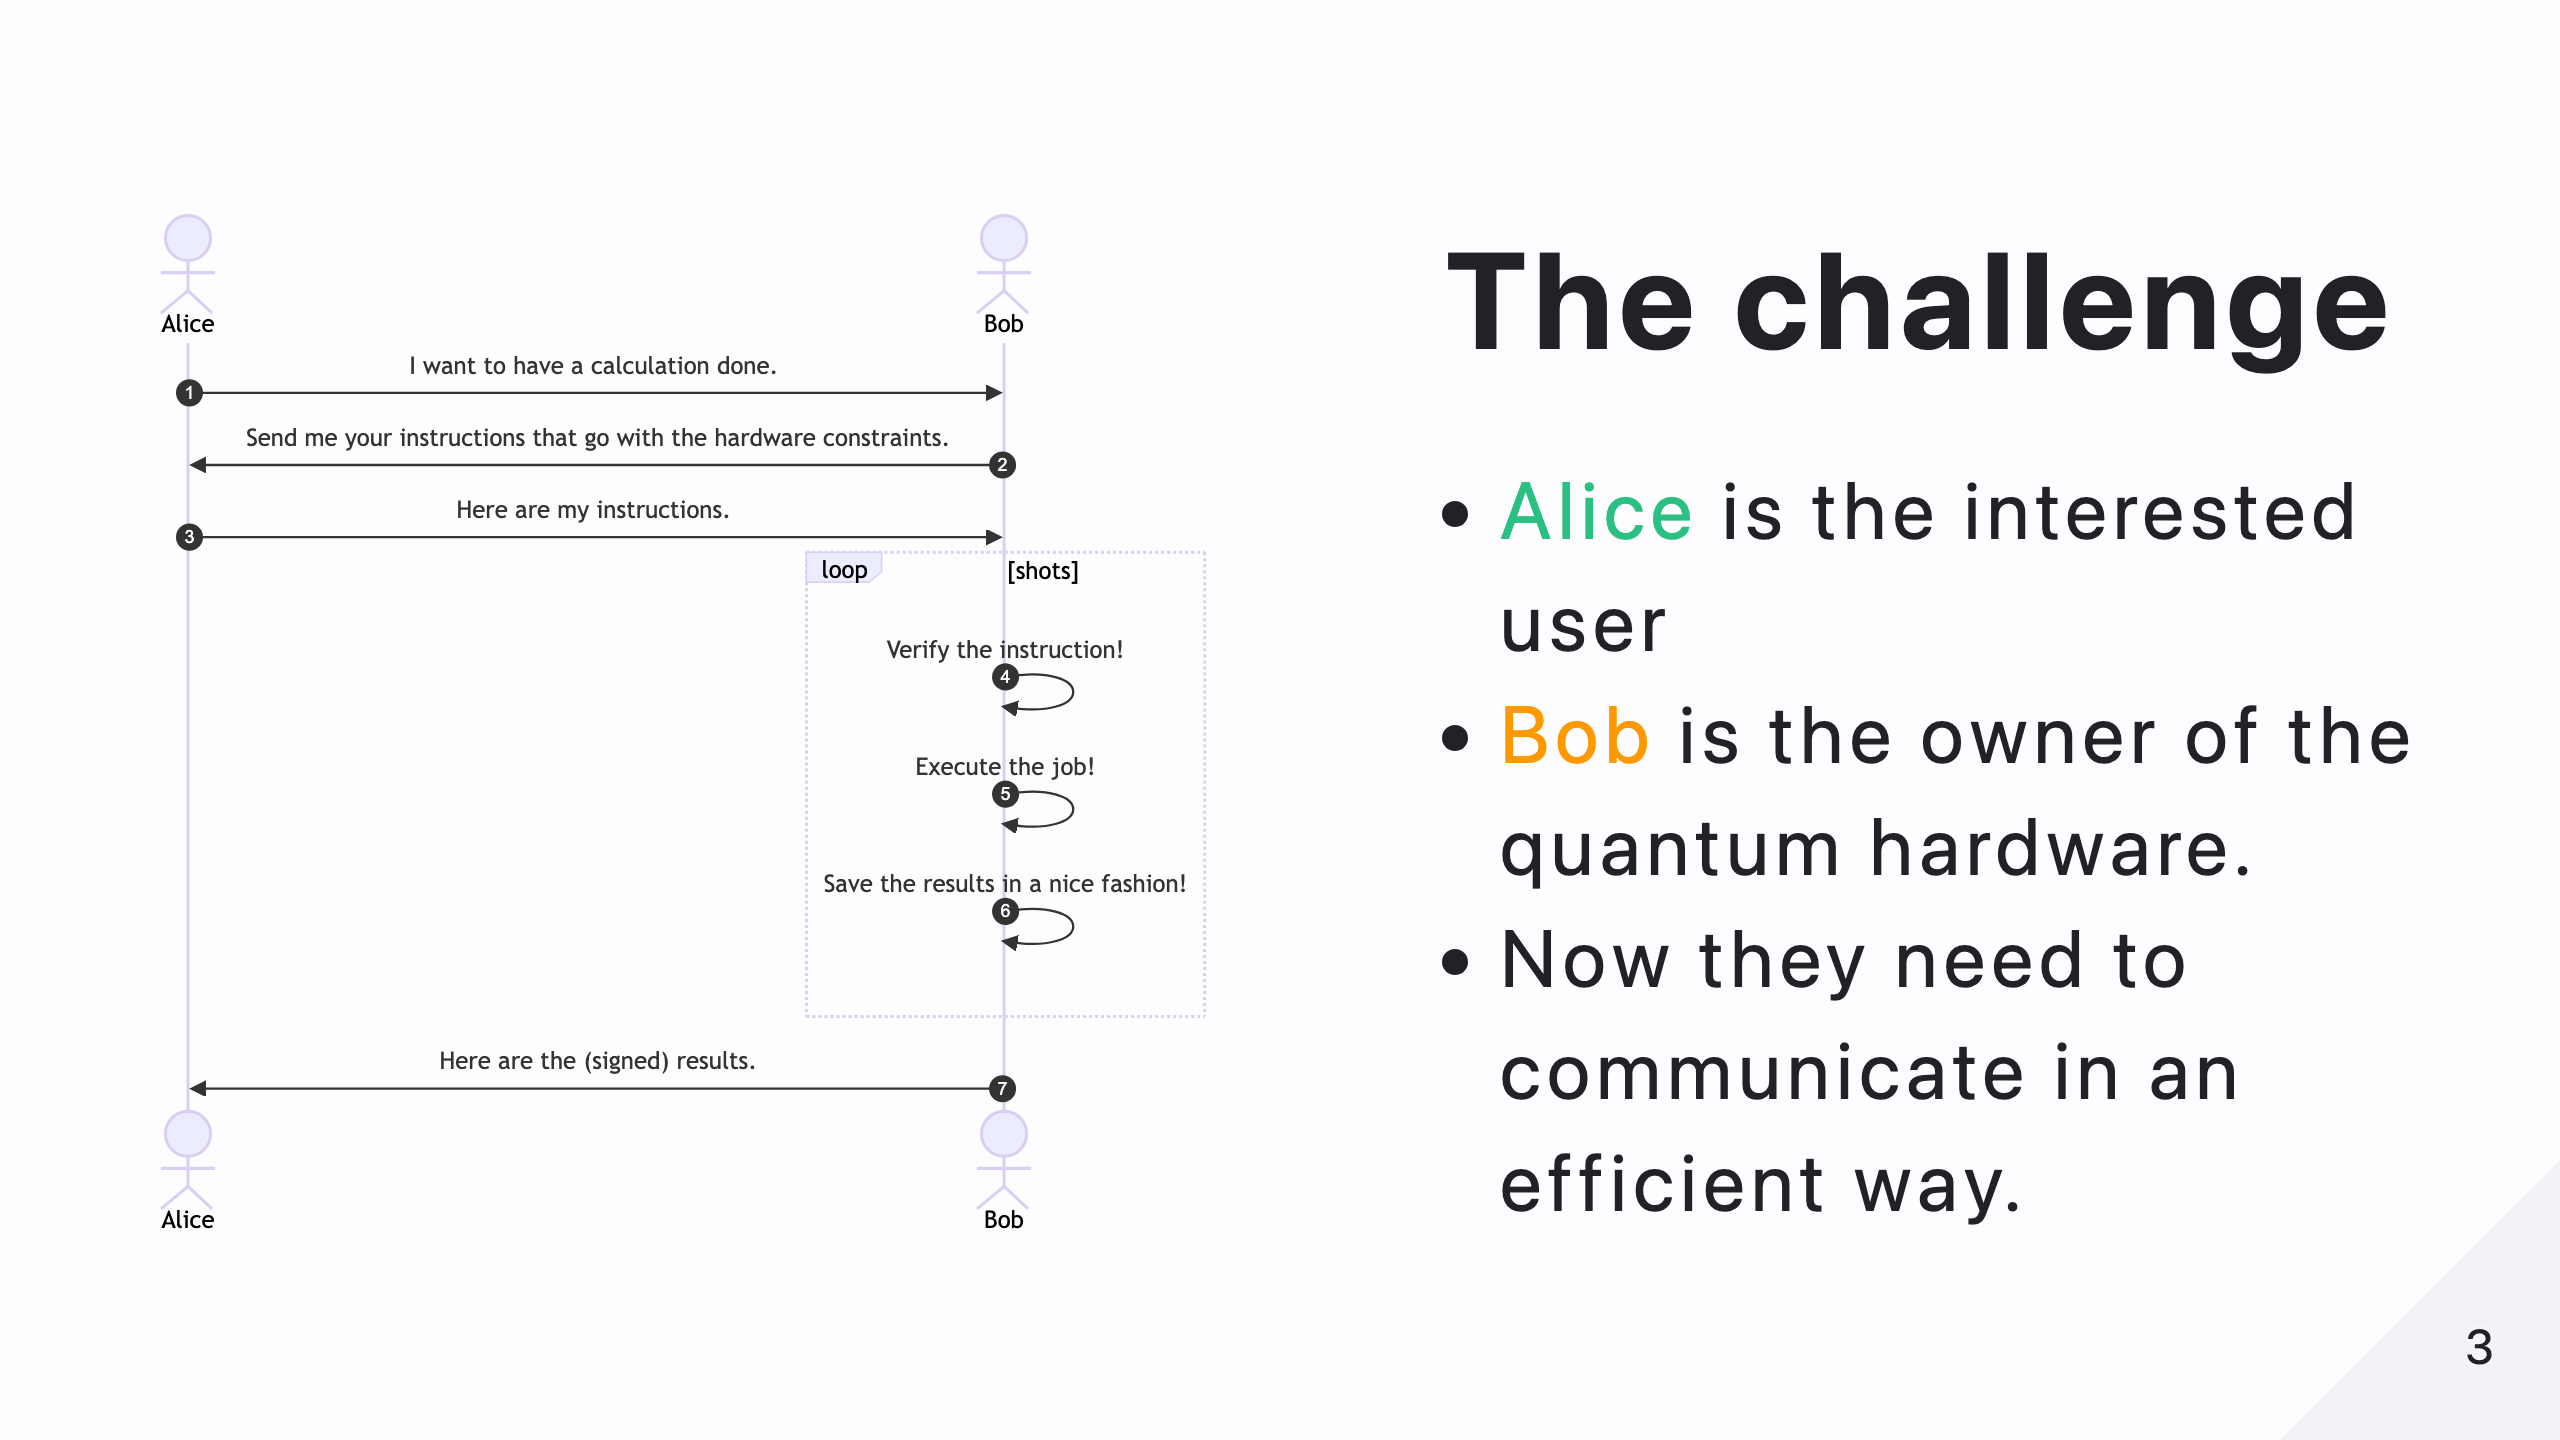 Alice
Bob
I want to have a calculation done.
1
Send me your instructions that go with the hardware constraints.
2
Here are my instructions.
3
loop
[shots]
Verify the instruction!
4
Execute the job!
5
Save the results in a nice fashion!
6
Here are the (signed) results.
7
Alice
Bob
The challenge
• Alice is the interested
user
• Bob is the owner of the
quantum hardware.
• Now they need to
communicate in an
efficient way.
3